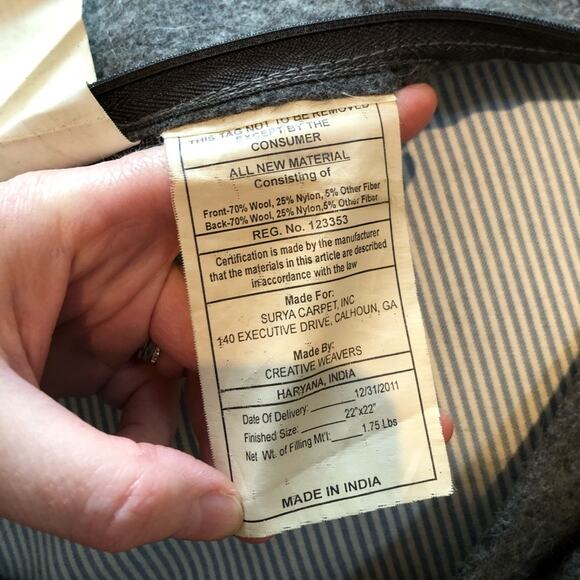 THIS TAG NOT TO BE REMOVED
EXCEPT BY THE
CONSUMER
ALL NEW MATERIAL
Consisting of
Front-70% Wool, 25% Nylon, 5% Other Fiber
Back-70% Wool, 25% Nylon,5% Other Fiber
REG. No. 123353
Certification is made by the manufacturer
that the materials in this article are described
in accordance with the law
Made For:
SURYA CARPET, INC
140 EXECUTIVE DRIVE, CALHOUN, GA
Made By:
CREATIVE WEAVERS
HARYANA, INDIA
Date Of Delivery: 12/31/2011
Finished Size: 22"x22"
Net Wt. of Filling Mt'l: 1.75 Lbs
MADE IN INDIA